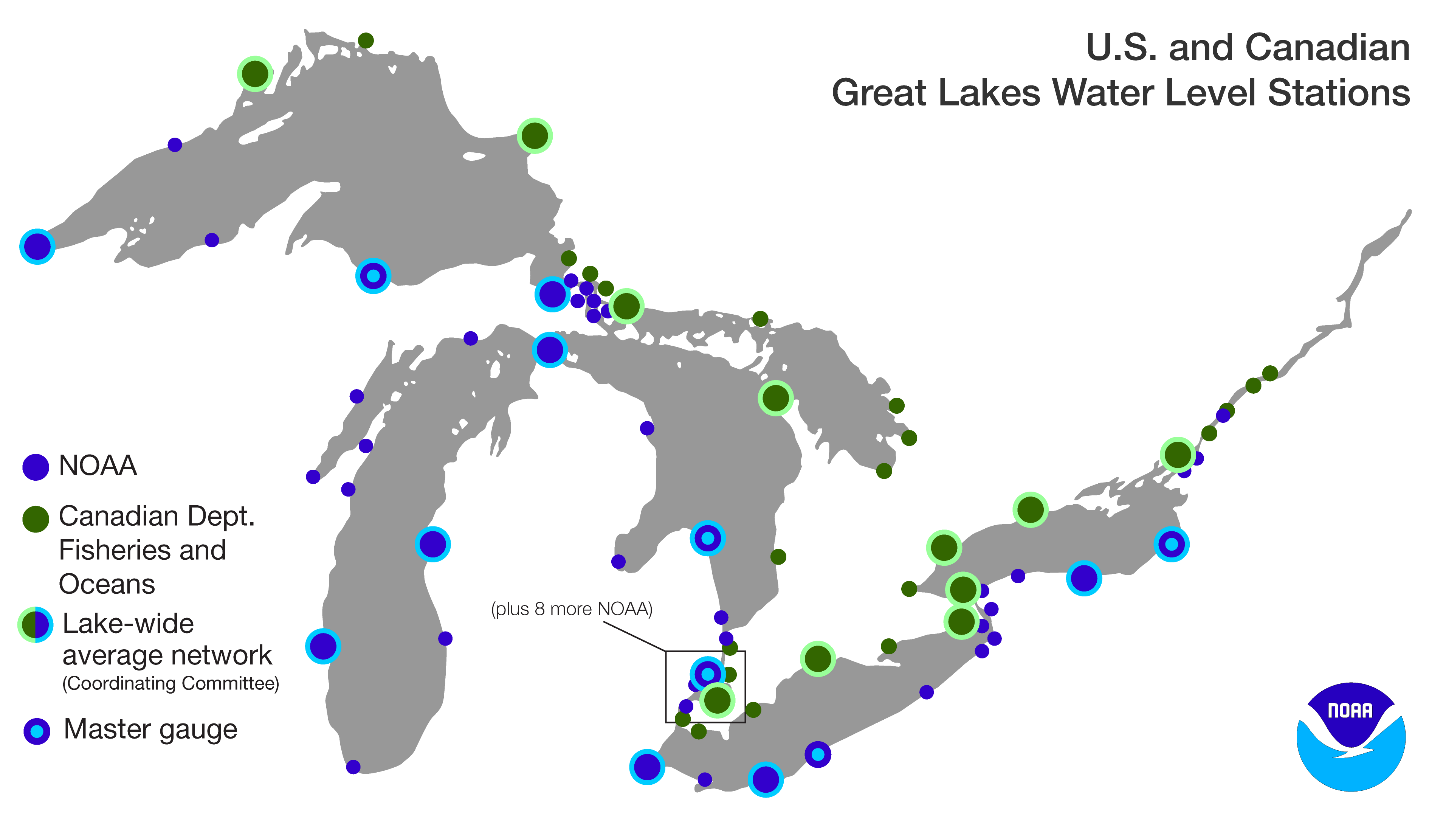 U.S. and Canadian
Great Lakes Water Level Stations
NOAA
Canadian Dept.
Fisheries and
Oceans
Lake-wide
average network
(Coordinating Committee)
Master gauge
(plus 8 more NOAA)
NOAA